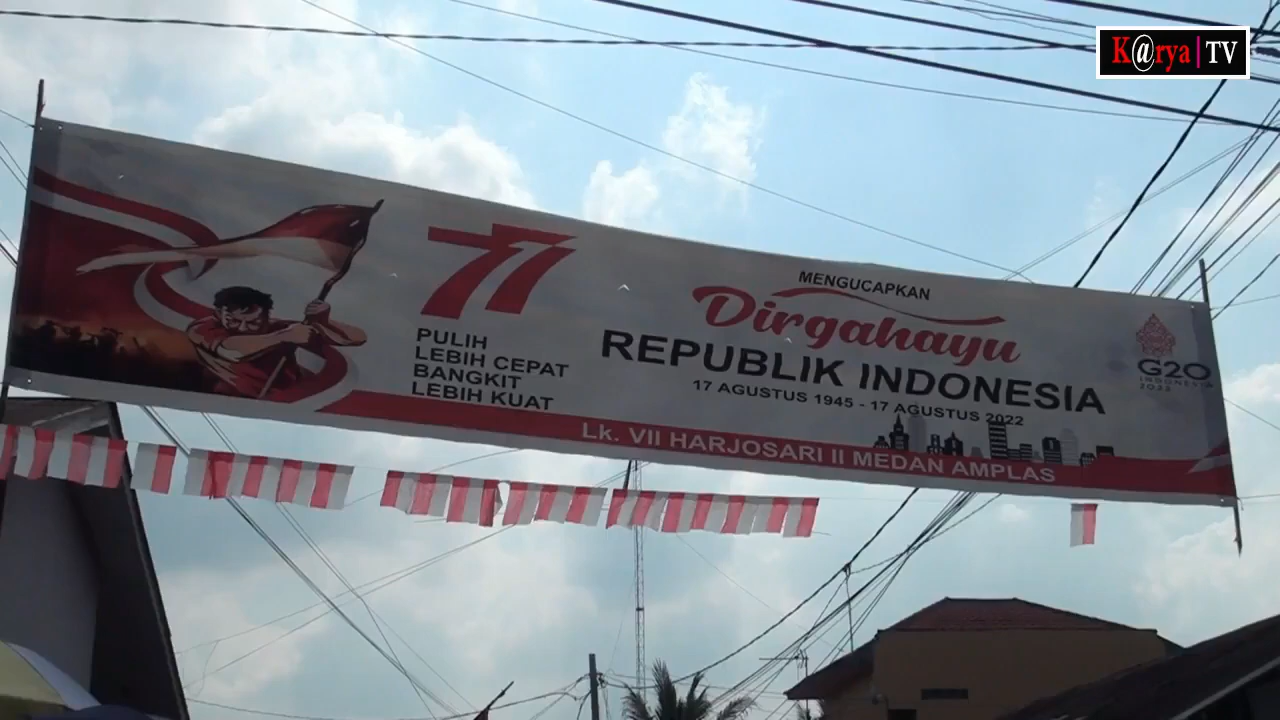 K@rya|TV
77
PULIH
LEBIH CEPAT
BANGKIT
LEBIH KUAT
MENGUCAPKAN
Dirgahayu
REPUBLIK INDONESIA
17 AGUSTUS 1945 - 17 AGUSTUS 2022
Lk. VII HARJOSARI II MEDAN AMPLAS
G20
INDONESIA
2022